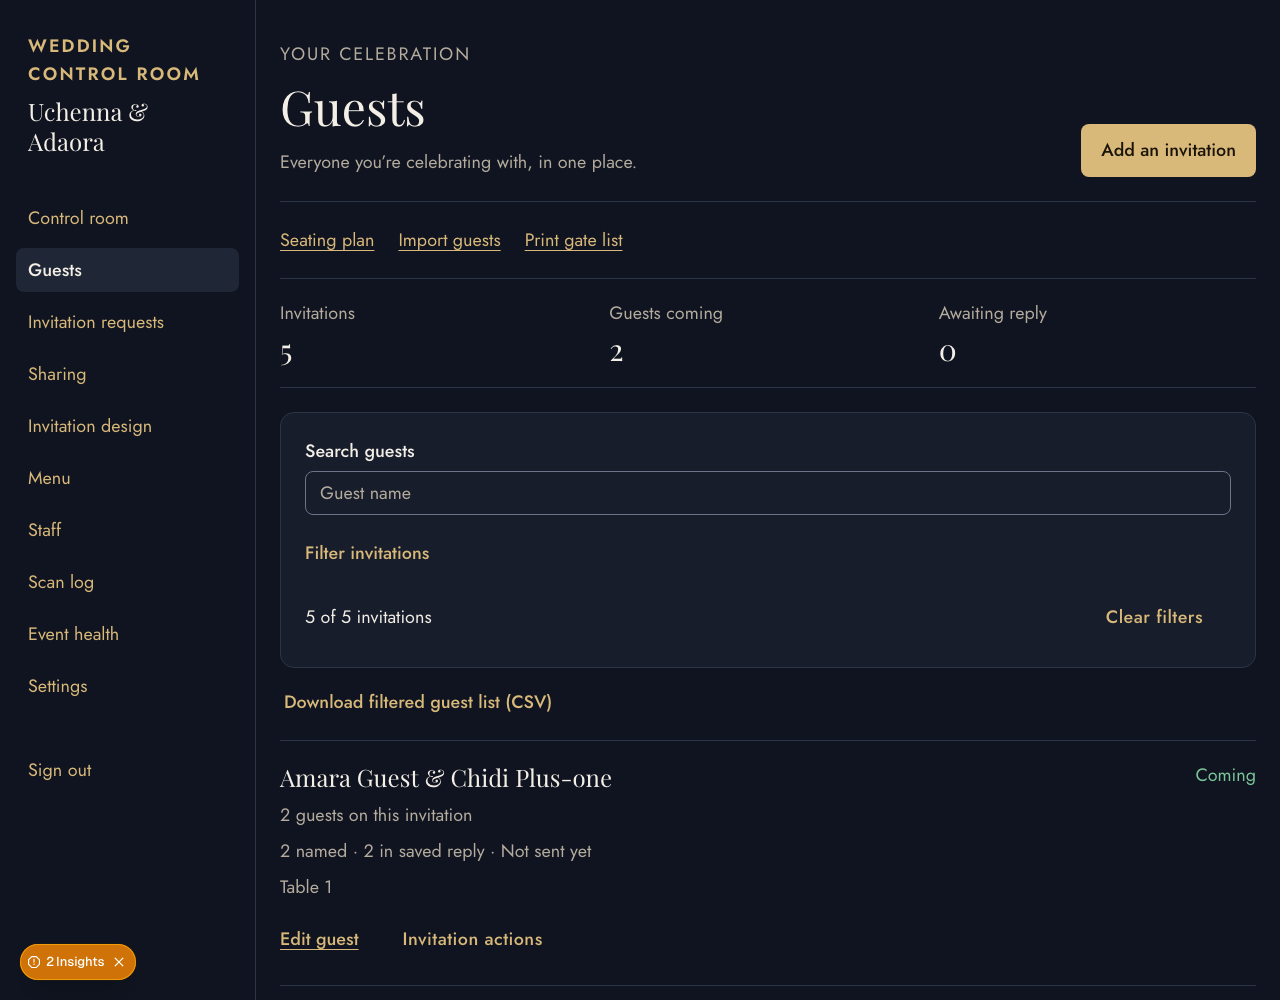 WEDDING
CONTROL ROOM
Uchenna &
Adaora
Control room
Guests
Invitation requests
Sharing
Invitation design
Menu
Staff
Scan log
Event health
Settings
Sign out
2 Insights
YOUR CELEBRATION
Guests
Everyone you’re celebrating with, in one place.
Add an invitation
Seating plan Import guests Print gate list
Invitations Guests coming Awaiting reply
5 2 0
Search guests
Guest name
Filter invitations
5 of 5 invitations Clear filters
Download filtered guest list (CSV)
Amara Guest & Chidi Plus-one Coming
2 guests on this invitation
2 named · 2 in saved reply · Not sent yet
Table 1
Edit guest Invitation actions